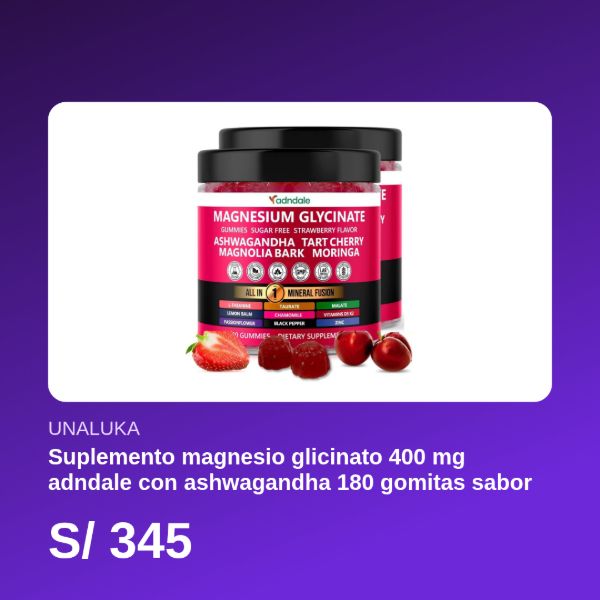 adndale
MAGNESIUM GLYCINATE
GUMMIES SUGAR FREE STRAWBERRY FLAVOR
ASHWAGANDHA TART CHERRY
MAGNOLIA BARK MORINGA
ALL IN 1 MINERAL FUSION
L-THEANINE TAURATE MALATE
LEMON BALM CHAMOMILE VITAMINS D3 K2
PASSIONFLOWER BLACK PEPPER ZINC
GUMMIES DIETARY SUPPLEM
UNALUKA
Suplemento magnesio glicinato 400 mg
adndale con ashwagandha 180 gomitas sabor
S/ 345